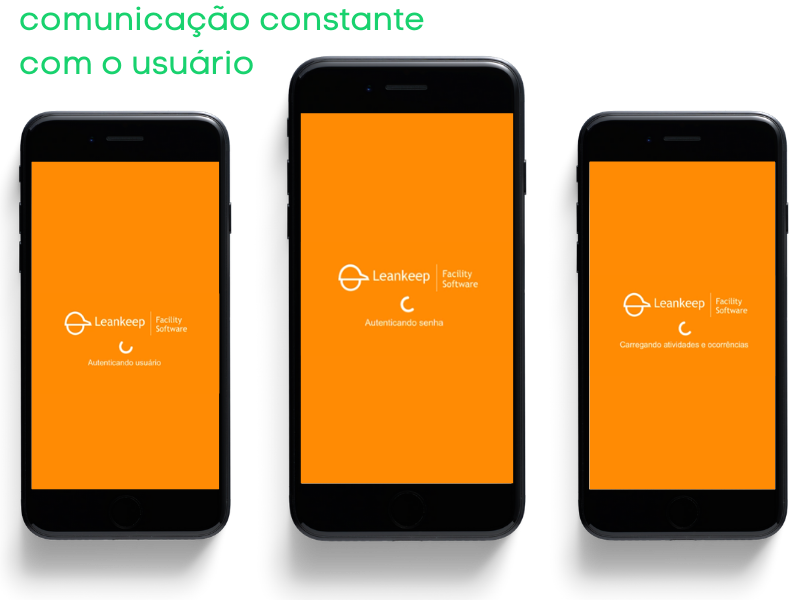 comunicação constante
com o usuário
Leankeep
Facility
Software
Autenticando usuário
Leankeep
Facility
Software
Autenticando senha
Leankeep
Facility
Software
Carregando atividades e ocorrências